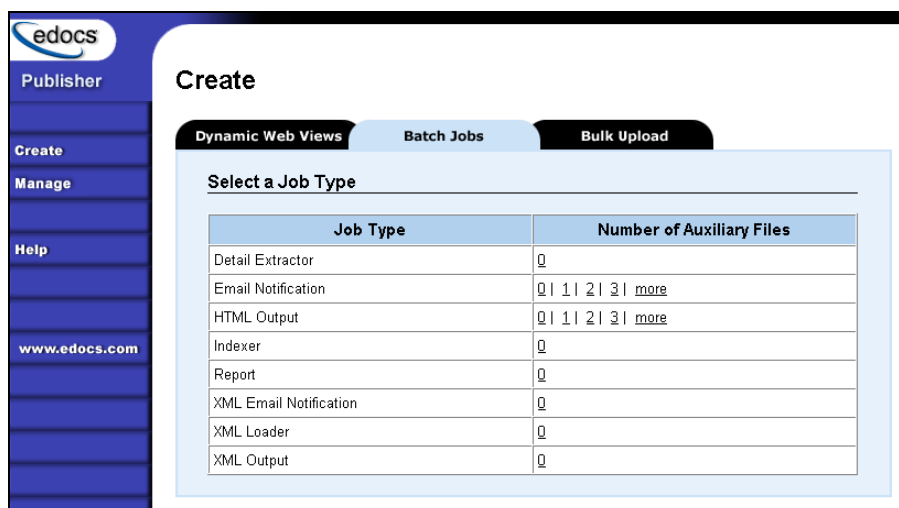 edocs
Publisher
Create
Manage
Help
www.edocs.com
Create
Dynamic Web Views Batch Jobs Bulk Upload
Select a Job Type
Job Type Number of Auxiliary Files
Detail Extractor 0
Email Notification 0 | 1 | 2 | 3 | more
HTML Output 0 | 1 | 2 | 3 | more
Indexer 0
Report 0
XML Email Notification 0
XML Loader 0
XML Output 0